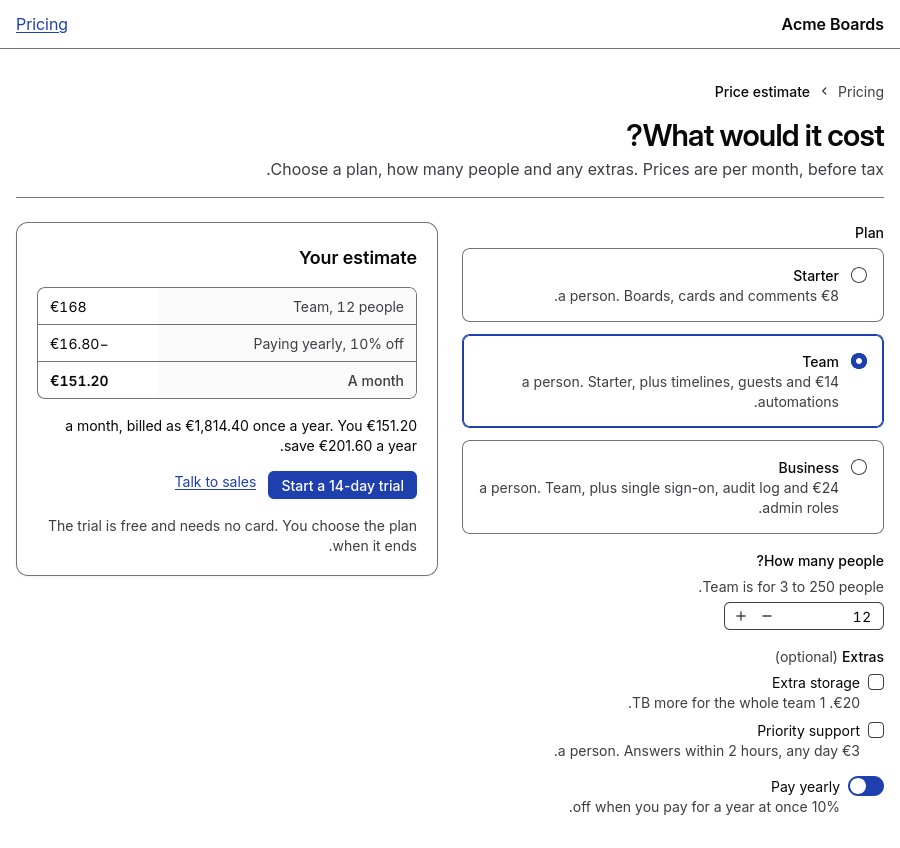 Acme Boards
Pricing
Pricing › Price estimate
?What would it cost
.Choose a plan, how many people and any extras. Prices are per month, before tax
Plan
Starter
.a person. Boards, cards and comments €8
Team
a person. Starter, plus timelines, guests and €14
.automations
Business
a person. Team, plus single sign-on, audit log and €24
.admin roles
?How many people
.Team is for 3 to 250 people
12 − +
Extras (optional)
Extra storage
.TB more for the whole team 1 .€20
Priority support
.a person. Answers within 2 hours, any day €3
Pay yearly
.off when you pay for a year at once 10%
Your estimate
Team, 12 people €168
Paying yearly, 10% off €16.80−
A month €151.20
a month, billed as €1,814.40 once a year. You €151.20
.save €201.60 a year
Start a 14-day trial
Talk to sales
The trial is free and needs no card. You choose the plan
.when it ends